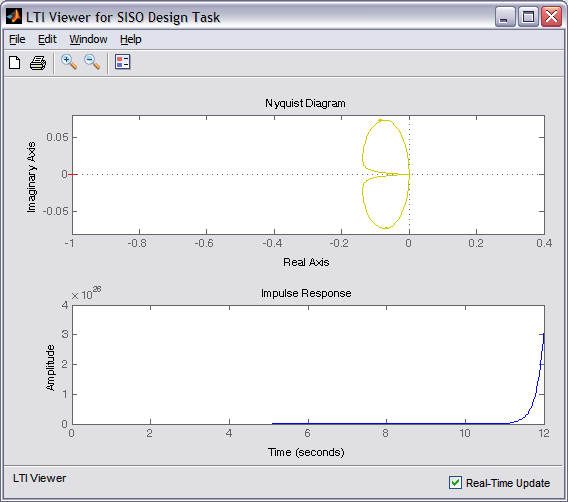 LTI Viewer for SISO Design Task
File Edit Window Help
Nyquist Diagram
Imaginary Axis
0.05
0
-0.05
-1 -0.8 -0.6 -0.4 -0.2 0 0.2 0.4
Real Axis
× 10^26
Impulse Response
Amplitude
4
3
2
1
0
0 2 4 6 8 10 12
Time (seconds)
LTI Viewer
Real-Time Update